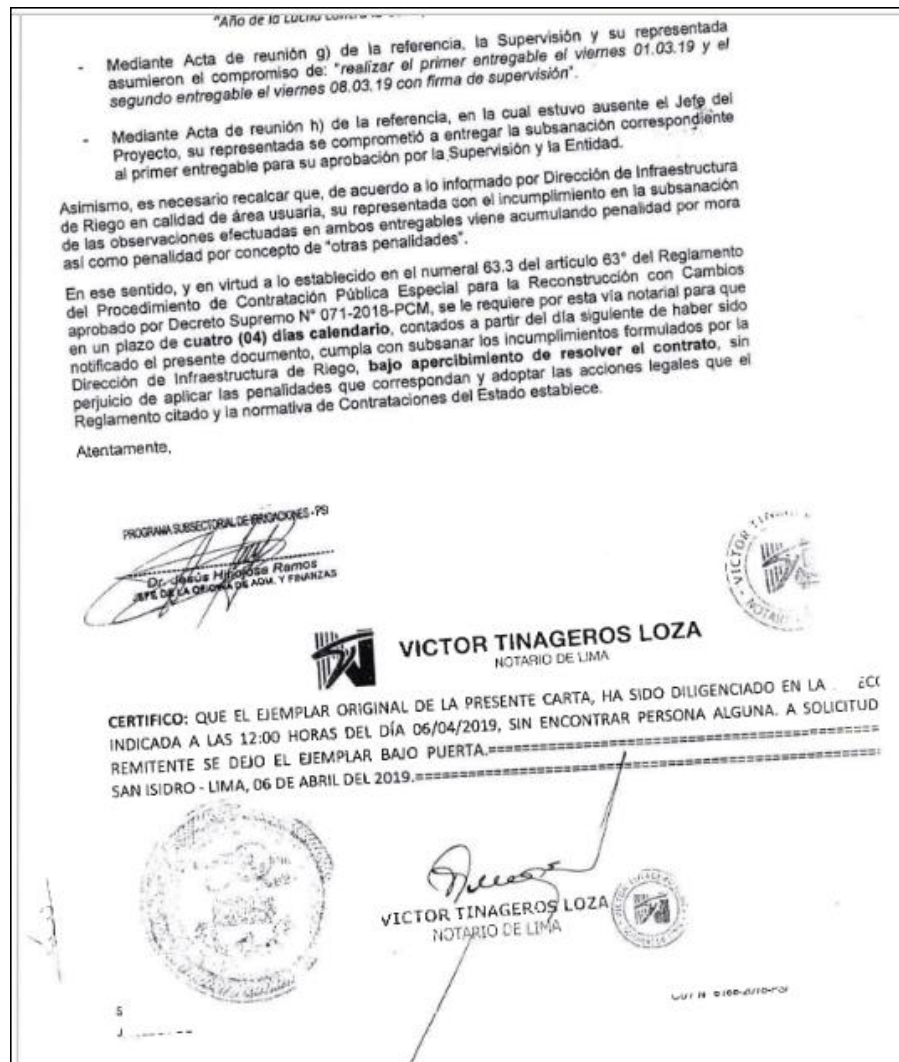 "Año de la Lucha contra la
- Mediante Acta de reunión g) de la referencia, la Supervisión y su representada
asumieron el compromiso de: "realizar el primer entregable el viernes 01.03.19 y el
segundo entregable el viernes 08.03.19 con firma de supervisión".
- Mediante Acta de reunión h) de la referencia, en la cual estuvo ausente el Jefe del
Proyecto, su representada se comprometió a entregar la subsanación correspondiente
al primer entregable para su aprobación por la Supervisión y la Entidad.
Asimismo, es necesario recalcar que, de acuerdo a lo informado por Dirección de Infraestructura
de Riego en calidad de área usuaria, su representada con el incumplimiento en la subsanación
de las observaciones efectuadas en ambos entregables viene acumulando penalidad por mora
así como penalidad por concepto de "otras penalidades".
En ese sentido, y en virtud a lo establecido en el numeral 63.3 del artículo 63° del Reglamento
del Procedimiento de Contratación Pública Especial para la Reconstrucción con Cambios
aprobado por Decreto Supremo N° 071-2018-PCM, se le requiere por esta vía notarial para que
en un plazo de cuatro (04) días calendario, contados a partir del día siguiente de haber sido
notificado el presente documento, cumpla con subsanar los incumplimientos formulados por la
Dirección de Infraestructura de Riego, bajo apercibimiento de resolver el contrato, sin
perjuicio de aplicar las penalidades que correspondan y adoptar las acciones legales que el
Reglamento citado y la normativa de Contrataciones del Estado establece.
Atentamente,
PROGRAMA SUBSECTORIAL DE IRRIGACIONES - PSI
Dr. Jesús Hinojosa Ramos
JEFE DE LA OFICINA DE ADM. Y FINANZAS
VICTOR TINA
NOTARI
VICTOR TINAGEROS LOZA
NOTARIO DE LIMA
CERTIFICO: QUE EL EJEMPLAR ORIGINAL DE LA PRESENTE CARTA, HA SIDO DILIGENCIADO EN LA
INDICADA A LAS 12:00 HORAS DEL DÍA 06/04/2019, SIN ENCONTRAR PERSONA ALGUNA. A SOLICITUD
REMITENTE SE DEJO EL EJEMPLAR BAJO PUERTA.=====
SAN ISIDRO - LIMA, 06 DE ABRIL DEL 2019.=====
VICTOR TINAGEROS LOZA
NOTARIO DE LIMA